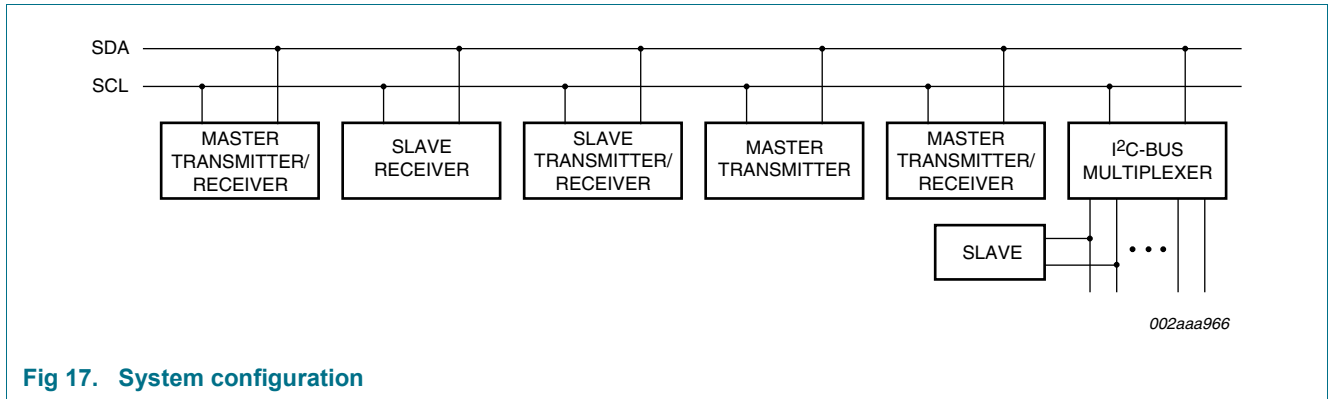 SDA
SCL
MASTER
TRANSMITTER/
RECEIVER
SLAVE
RECEIVER
SLAVE
TRANSMITTER/
RECEIVER
MASTER
TRANSMITTER
MASTER
TRANSMITTER/
RECEIVER
I²C-BUS
MULTIPLEXER
SLAVE
002aaa966
Fig 17. System configuration